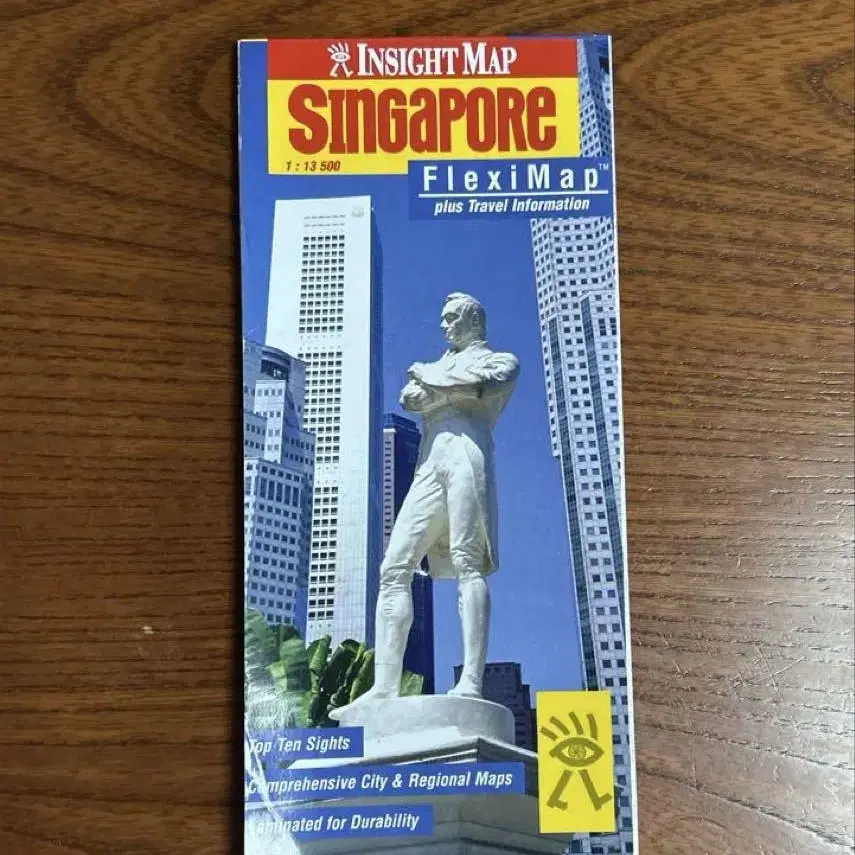 INSIGHT MAP
SINGAPORE
1 : 13 500
FlexiMap™
plus Travel Information
Top Ten Sights
Comprehensive City & Regional Maps
Laminated for Durability